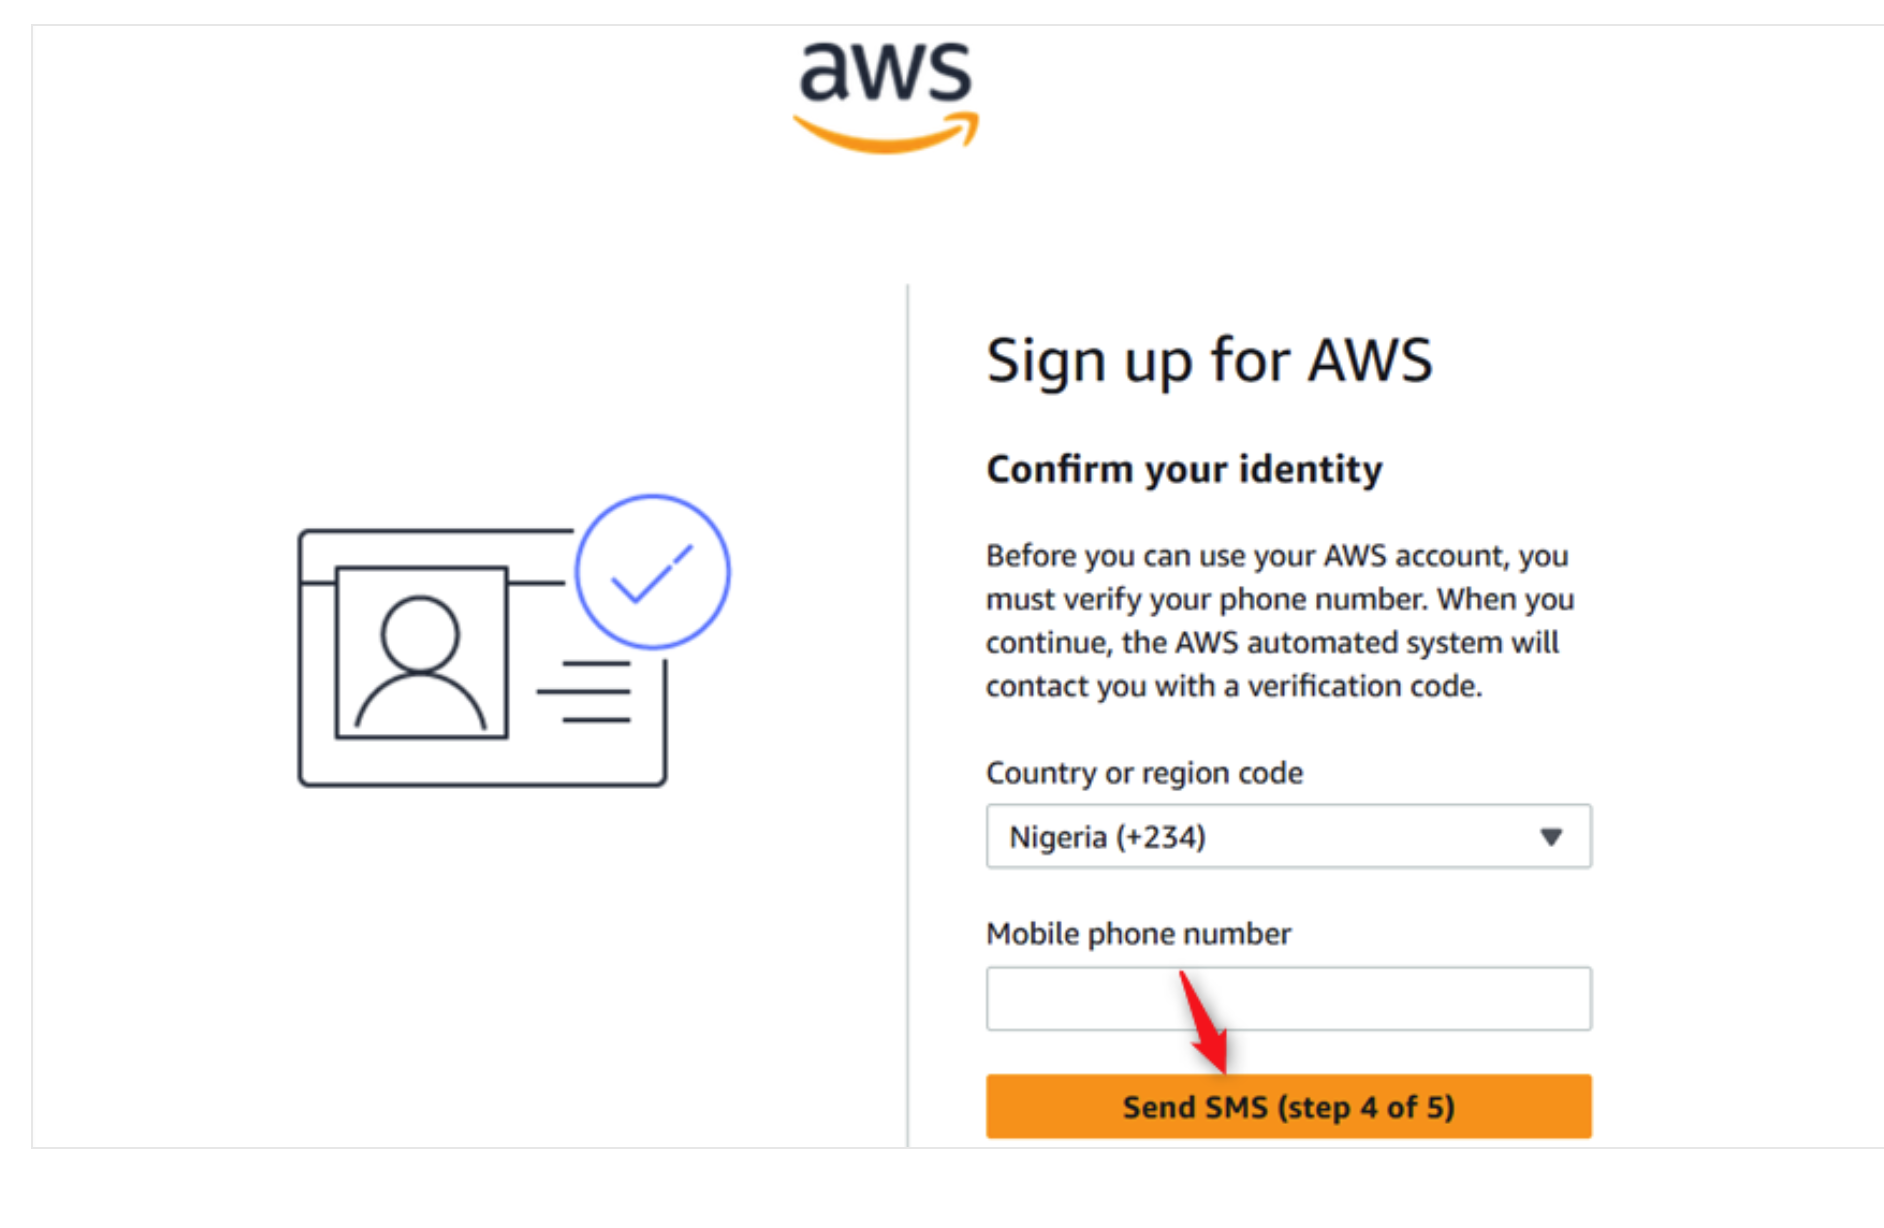 aws
Sign up for AWS
Confirm your identity
Before you can use your AWS account, you
must verify your phone number. When you
continue, the AWS automated system will
contact you with a verification code.
Country or region code
Nigeria (+234)
Mobile phone number
Send SMS (step 4 of 5)